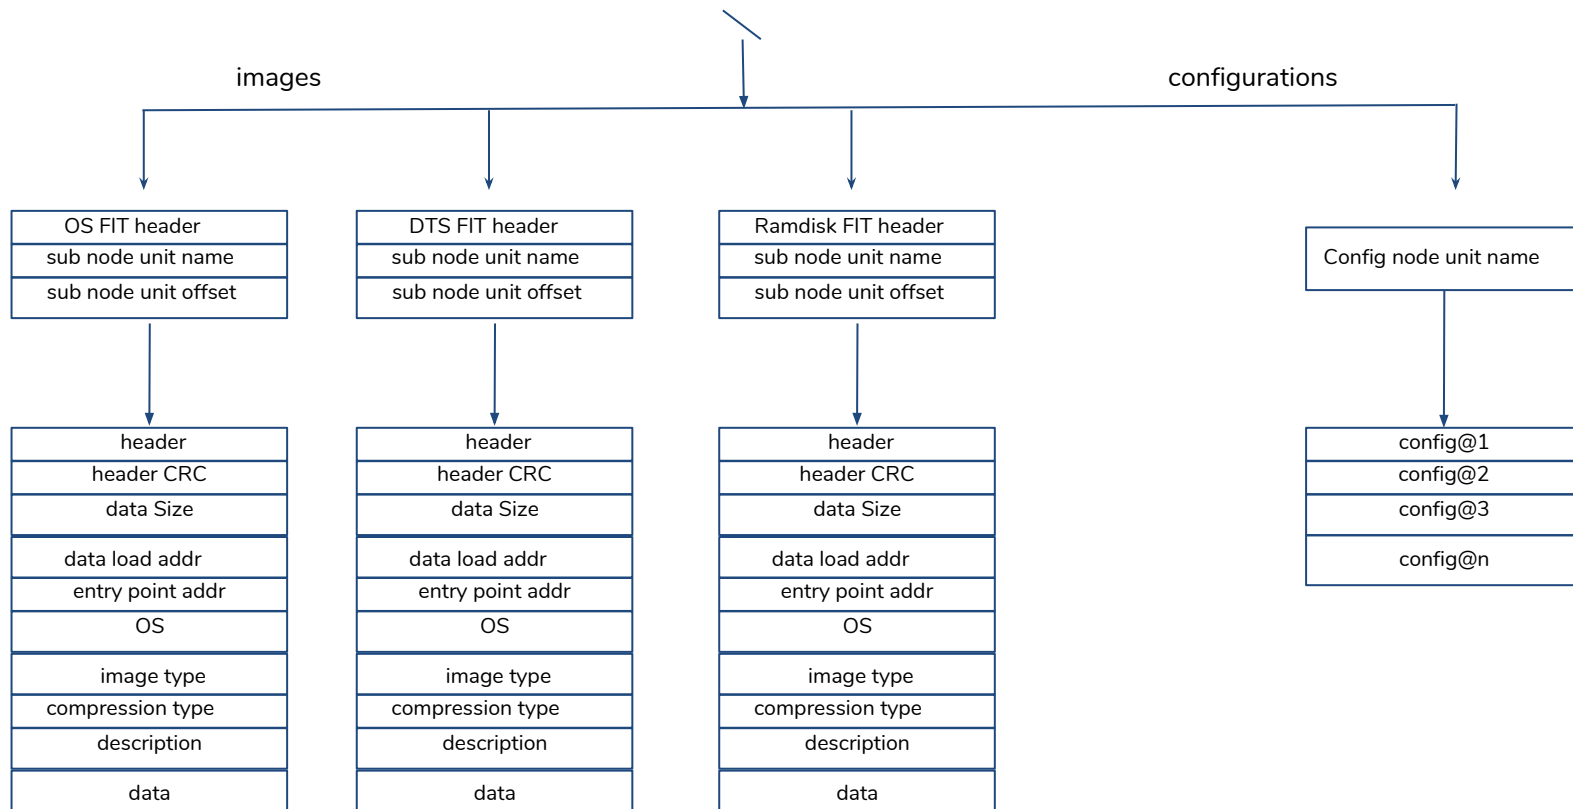 images
configurations
OS FIT header
sub node unit name
sub node unit offset
DTS FIT header
sub node unit name
sub node unit offset
Ramdisk FIT header
sub node unit name
sub node unit offset
Config node unit name
header
header CRC
data Size
data load addr
entry point addr
OS
image type
compression type
description
data
header
header CRC
data Size
data load addr
entry point addr
OS
image type
compression type
description
data
header
header CRC
data Size
data load addr
entry point addr
OS
image type
compression type
description
data
config@1
config@2
config@3
config@n